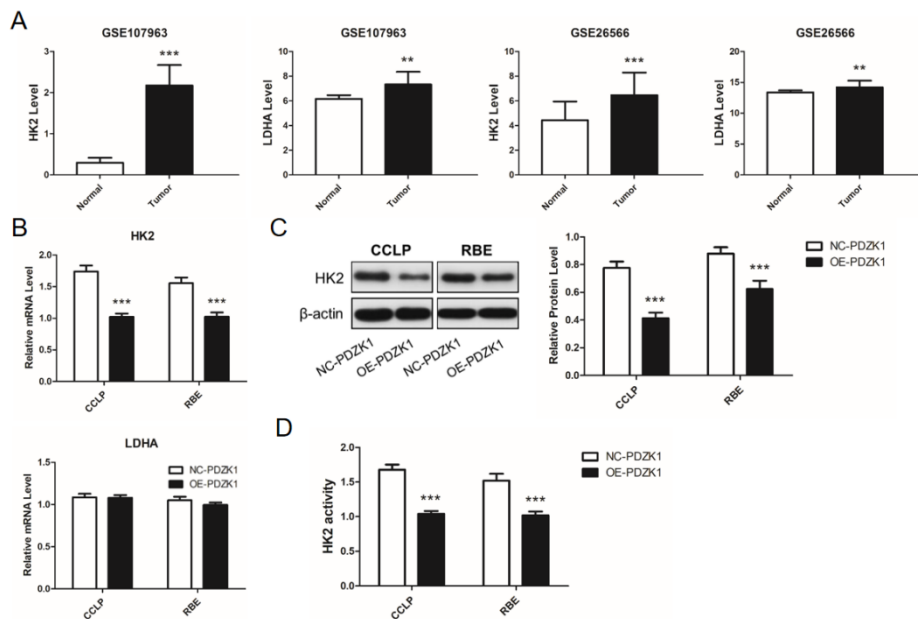 A
GSE107963
HK2 Level
3
2
1
0
***
Normal
Tumor
GSE107963
LDHA Level
10
8
6
4
2
0
**
Normal
Tumor
GSE26566
HK2 Level
10
8
6
4
2
0
***
Normal
Tumor
GSE26566
LDHA Level
20
15
10
5
0
**
Normal
Tumor
B
HK2
Relative mRNA Level
2.0
1.5
1.0
0.5
0.0
***
***
CCLP
RBE
LDHA
Relative mRNA Level
1.5
1.0
0.5
0.0
NC-PDZK1
OE-PDZK1
CCLP
RBE
C
CCLP RBE
HK2
β-actin
NC-PDZK1
OE-PDZK1
NC-PDZK1
OE-PDZK1
Relative Protein Level
1.0
0.8
0.6
0.4
0.2
0.0
***
***
CCLP
RBE
NC-PDZK1
OE-PDZK1
D
HK2 activity
2.0
1.5
1.0
0.5
0.0
***
***
CCLP
RBE
NC-PDZK1
OE-PDZK1